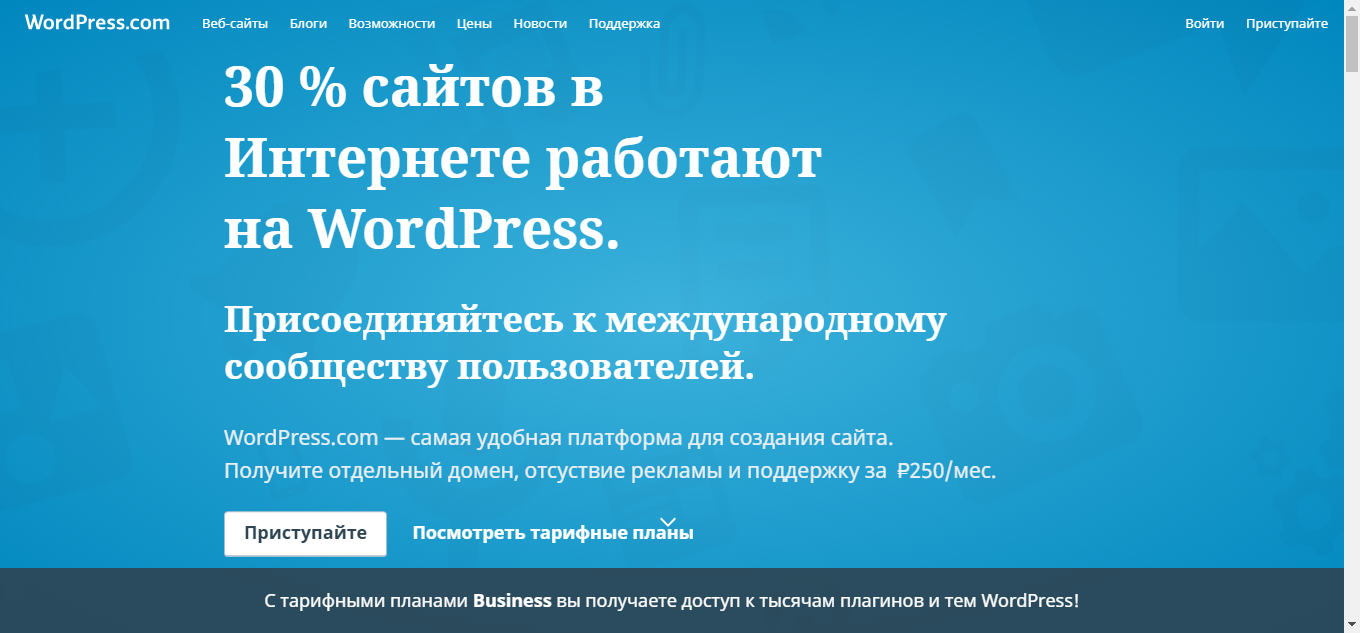 WordPress.com Веб-сайты Блоги Возможности Цены Новости Поддержка Войти Приступайте
30 % сайтов в
Интернете работают
на WordPress.
Присоединяйтесь к международному
сообществу пользователей.
WordPress.com — самая удобная платформа для создания сайта.
Получите отдельный домен, отсуствие рекламы и поддержку за ₽250/мес.
Приступайте Посмотреть тарифные планы
С тарифными планами Business вы получаете доступ к тысячам плагинов и тем WordPress!